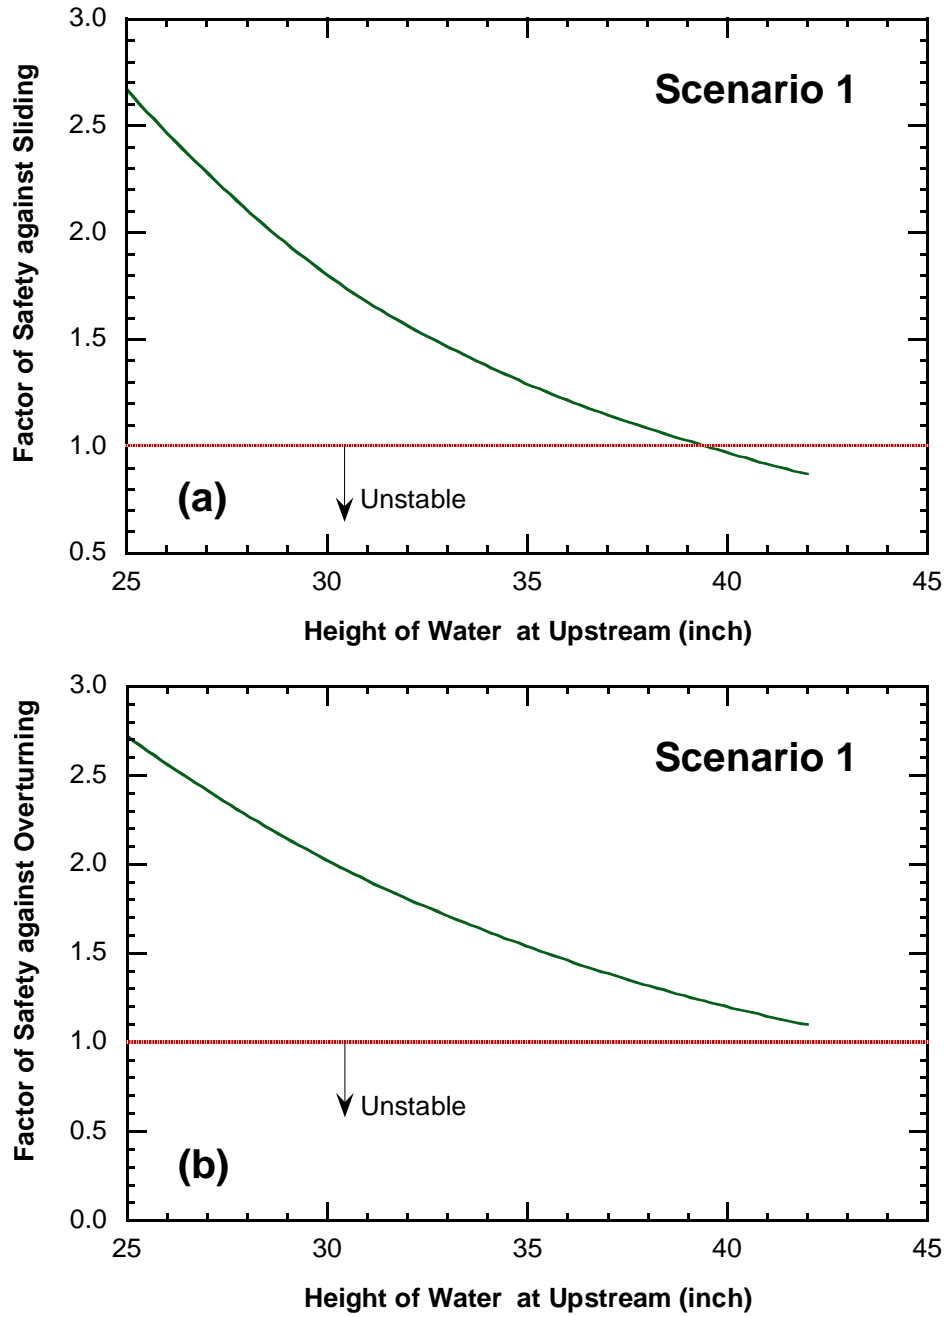 3.0
Scenario 1
2.5
2.0
1.5
1.0
(a)
Unstable
0.5
25 30 35 40 45
Factor of Safety against Sliding
Height of Water at Upstream (inch)
3.0
Scenario 1
2.5
2.0
1.5
1.0
Unstable
0.5
(b)
0.0
25 30 35 40 45
Factor of Safety against Overturning
Height of Water at Upstream (inch)